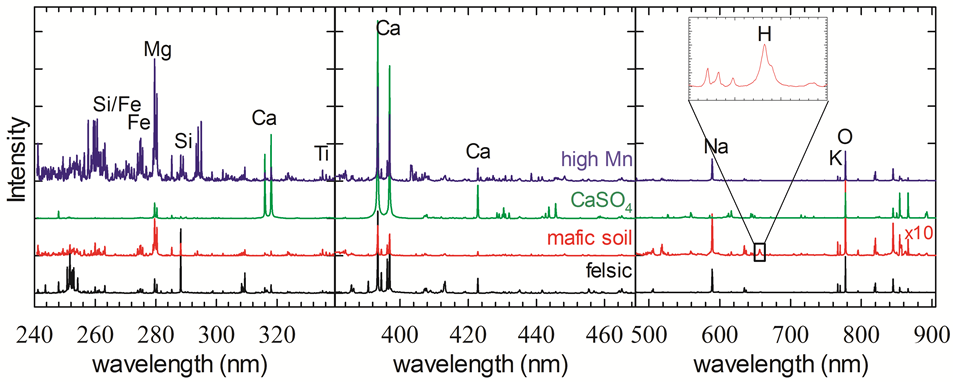 Intensity
Si/Fe
Fe
Mg
Si
Ca
Ti
Ca
Ca
high Mn
CaSO4
mafic soil
felsic
H
Na
K
O
x10
240 260 280 300 320
400 420 440 460
500 600 700 800 900
wavelength (nm)
wavelength (nm)
wavelength (nm)